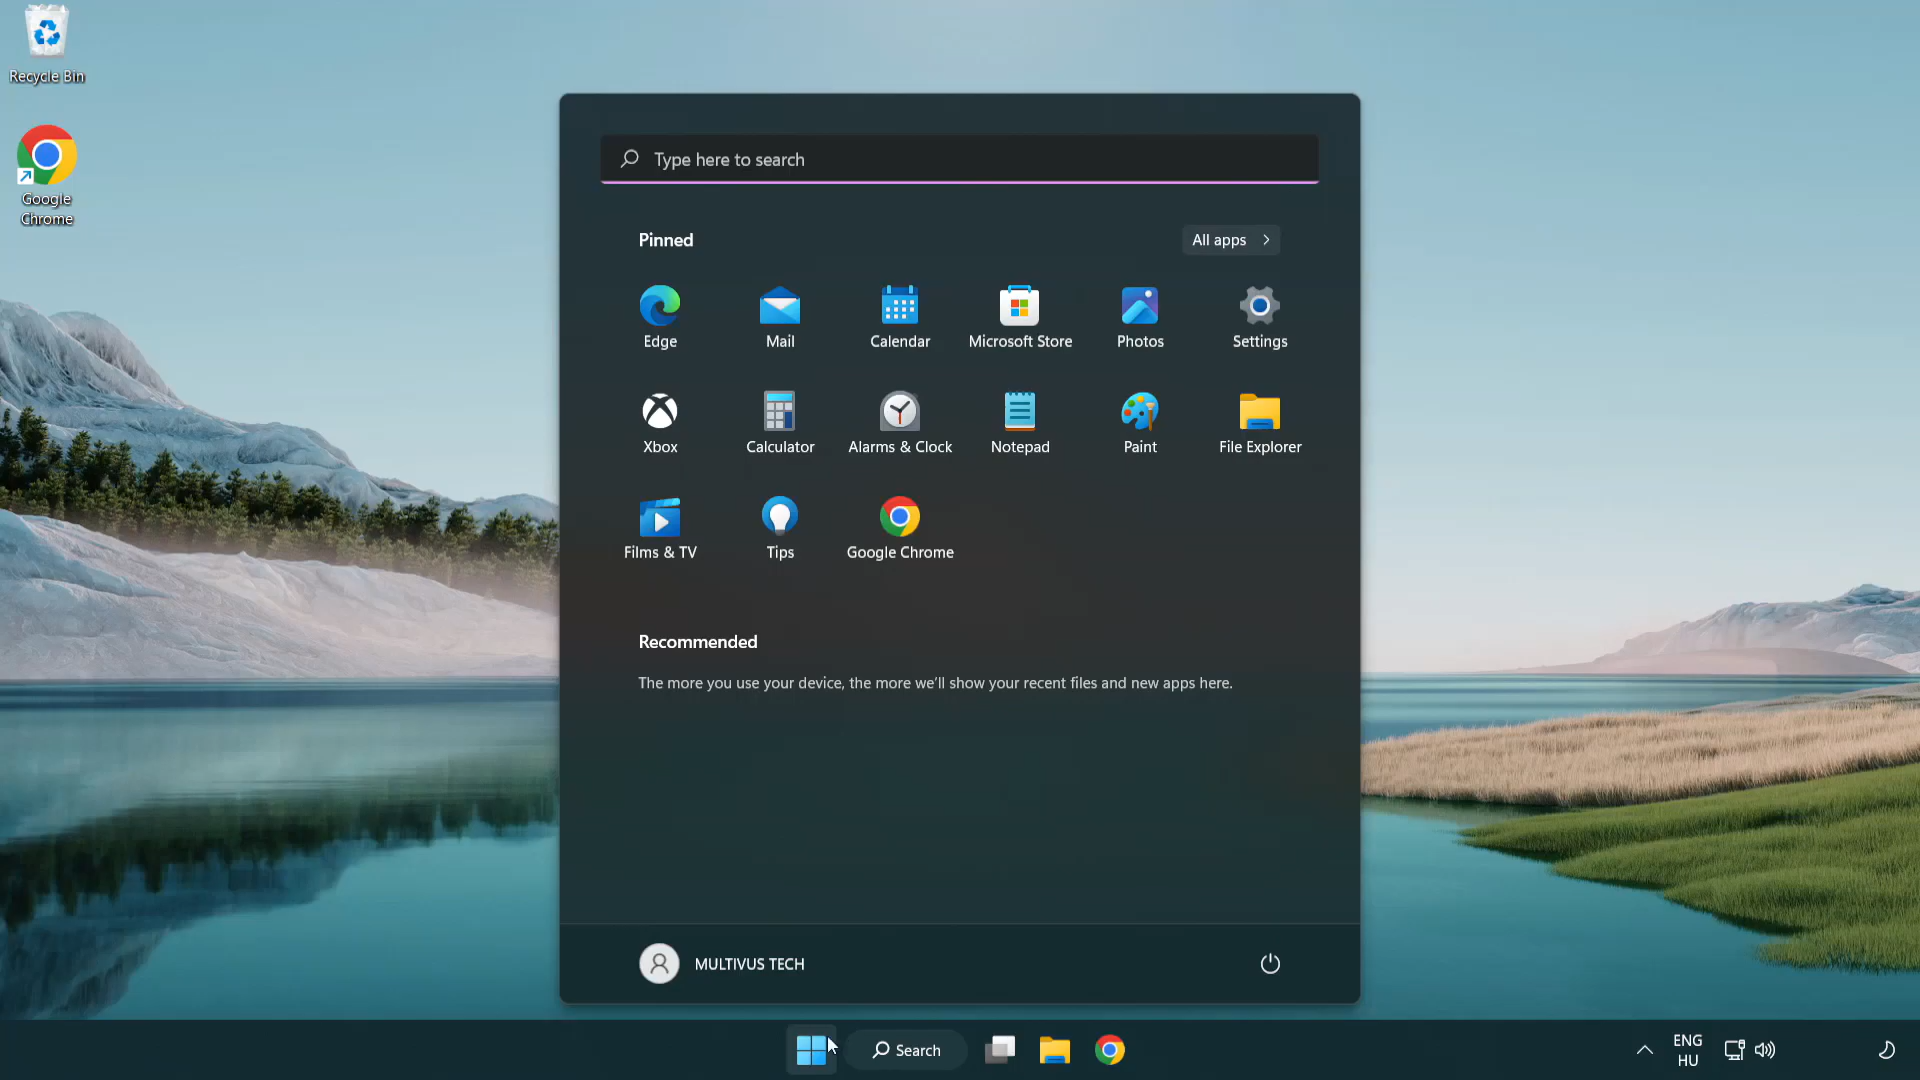 Recycle Bin
Google
Chrome
Type here to search
Pinned
All apps
Edge
Mail
Calendar
Microsoft Store
Photos
Settings
Xbox
Calculator
Alarms & Clock
Notepad
Paint
File Explorer
Films & TV
Tips
Google Chrome
Recommended
The more you use your device, the more we'll show your recent files and new apps here.
MULTIVUS TECH
Search
ENG
HU